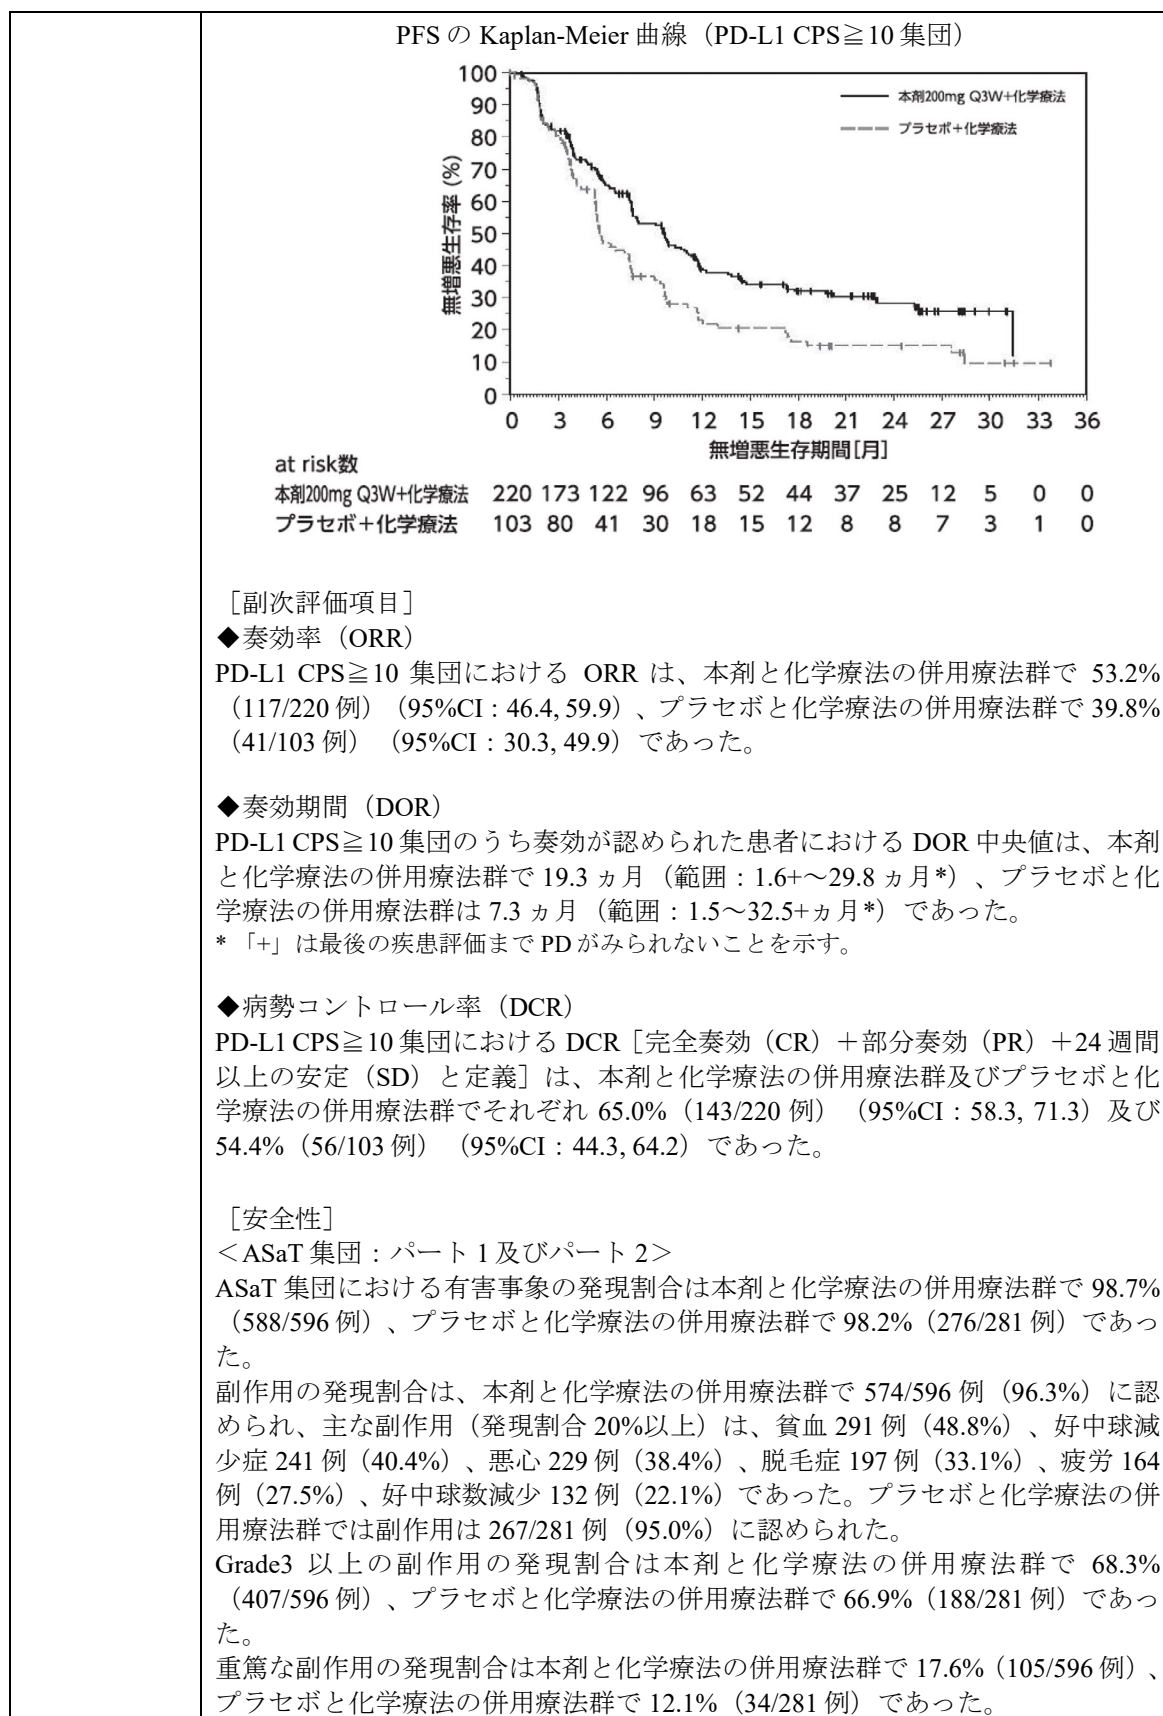 PFS の Kaplan-Meier 曲線（PD-L1 CPS≧10 集団）
100
90
80
70
60
50
40
30
20
10
0
無増悪生存率 (%)
本剤200mg Q3W+化学療法
プラセボ+化学療法
0 3 6 9 12 15 18 21 24 27 30 33 36
無増悪生存期間[月]
at risk数
本剤200mg Q3W+化学療法 220 173 122 96 63 52 44 37 25 12 5 0 0
プラセボ+化学療法 103 80 41 30 18 15 12 8 8 7 3 1 0
［副次評価項目］
◆奏効率（ORR）
PD-L1 CPS≧10 集団における ORR は、本剤と化学療法の併用療法群で 53.2%
（117/220 例）（95%CI：46.4, 59.9）、プラセボと化学療法の併用療法群で 39.8%
（41/103 例）（95%CI：30.3, 49.9）であった。
◆奏効期間（DOR）
PD-L1 CPS≧10 集団のうち奏効が認められた患者における DOR 中央値は、本剤
と化学療法の併用療法群で 19.3 ヵ月（範囲：1.6+～29.8 ヵ月*）、プラセボと化
学療法の併用療法群は 7.3 ヵ月（範囲：1.5～32.5+ヵ月*）であった。
* 「+」は最後の疾患評価まで PD がみられないことを示す。
◆病勢コントロール率（DCR）
PD-L1 CPS≧10 集団における DCR［完全奏効（CR）＋部分奏効（PR）＋24 週間
以上の安定（SD）と定義］は、本剤と化学療法の併用療法群及びプラセボと化
学療法の併用療法群でそれぞれ 65.0%（143/220 例）（95%CI：58.3, 71.3）及び
54.4%（56/103 例）（95%CI：44.3, 64.2）であった。
［安全性］
＜ASaT 集団：パート 1 及びパート 2＞
ASaT 集団における有害事象の発現割合は本剤と化学療法の併用療法群で 98.7%
（588/596 例）、プラセボと化学療法の併用療法群で 98.2%（276/281 例）であっ
た。
副作用の発現割合は、本剤と化学療法の併用療法群で 574/596 例（96.3%）に認
められ、主な副作用（発現割合 20%以上）は、貧血 291 例（48.8%）、好中球減
少症 241 例（40.4%）、悪心 229 例（38.4%）、脱毛症 197 例（33.1%）、疲労 164
例（27.5%）、好中球数減少 132 例（22.1%）であった。プラセボと化学療法の併
用療法群では副作用は 267/281 例（95.0%）に認められた。
Grade3 以上の副作用の発現割合は本剤と化学療法の併用療法群で 68.3%
（407/596 例）、プラセボと化学療法の併用療法群で 66.9%（188/281 例）であっ
た。
重篤な副作用の発現割合は本剤と化学療法の併用療法群で 17.6%（105/596 例）、
プラセボと化学療法の併用療法群で 12.1%（34/281 例）であった。